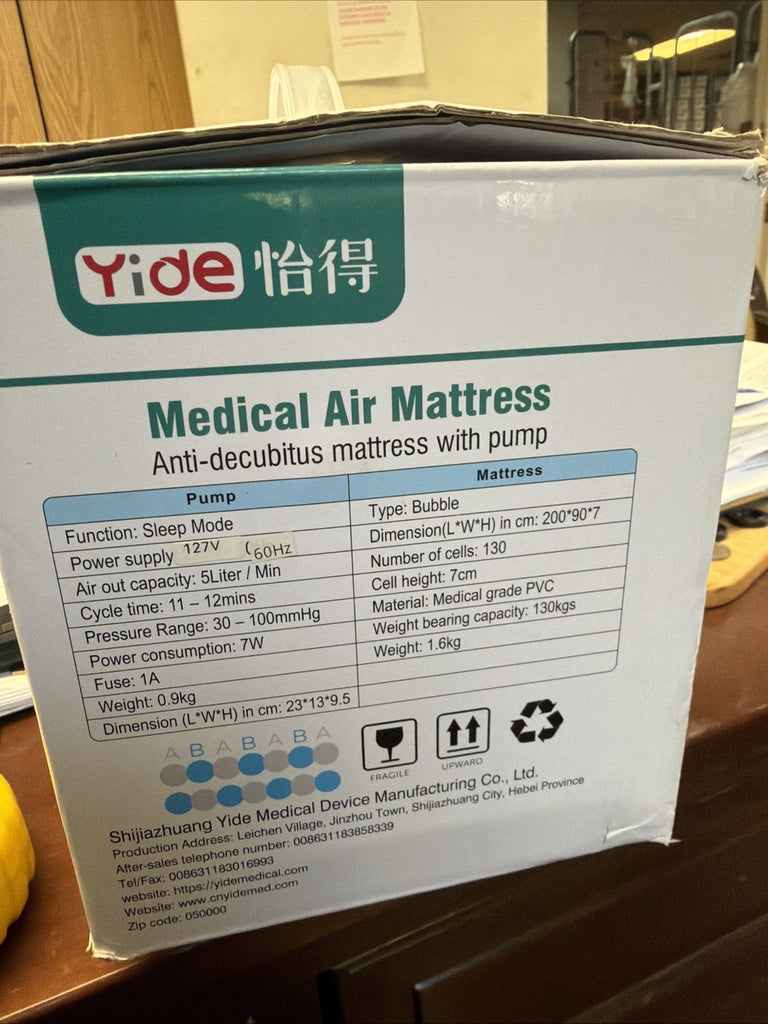 Yide 怡得
Medical Air Mattress
Anti-decubitus mattress with pump
Pump
Function: Sleep Mode
Power supply 127V (60Hz
Air out capacity: 5Liter / Min
Cycle time: 11 – 12mins
Pressure Range: 30 – 100mmHg
Power consumption: 7W
Fuse: 1A
Weight: 0.9kg
Dimension (L*W*H) in cm: 23*13*9.5
Mattress
Type: Bubble
Dimension(L*W*H) in cm: 200*90*7
Number of cells: 130
Cell height: 7cm
Material: Medical grade PVC
Weight bearing capacity: 130kgs
Weight: 1.6kg
A B A B A B A
FRAGILE
UPWARD
Shijiazhuang Yide Medical Device Manufacturing Co., Ltd.
Production Address: Leichen Village, Jinzhou Town, Shijiazhuang City, Hebei Province
After-sales telephone number: 008631183858339
Tel/Fax: 008631183016993
website: https://yidemedical.com
Website: www.cnyidemed.com
Zip code: 050000